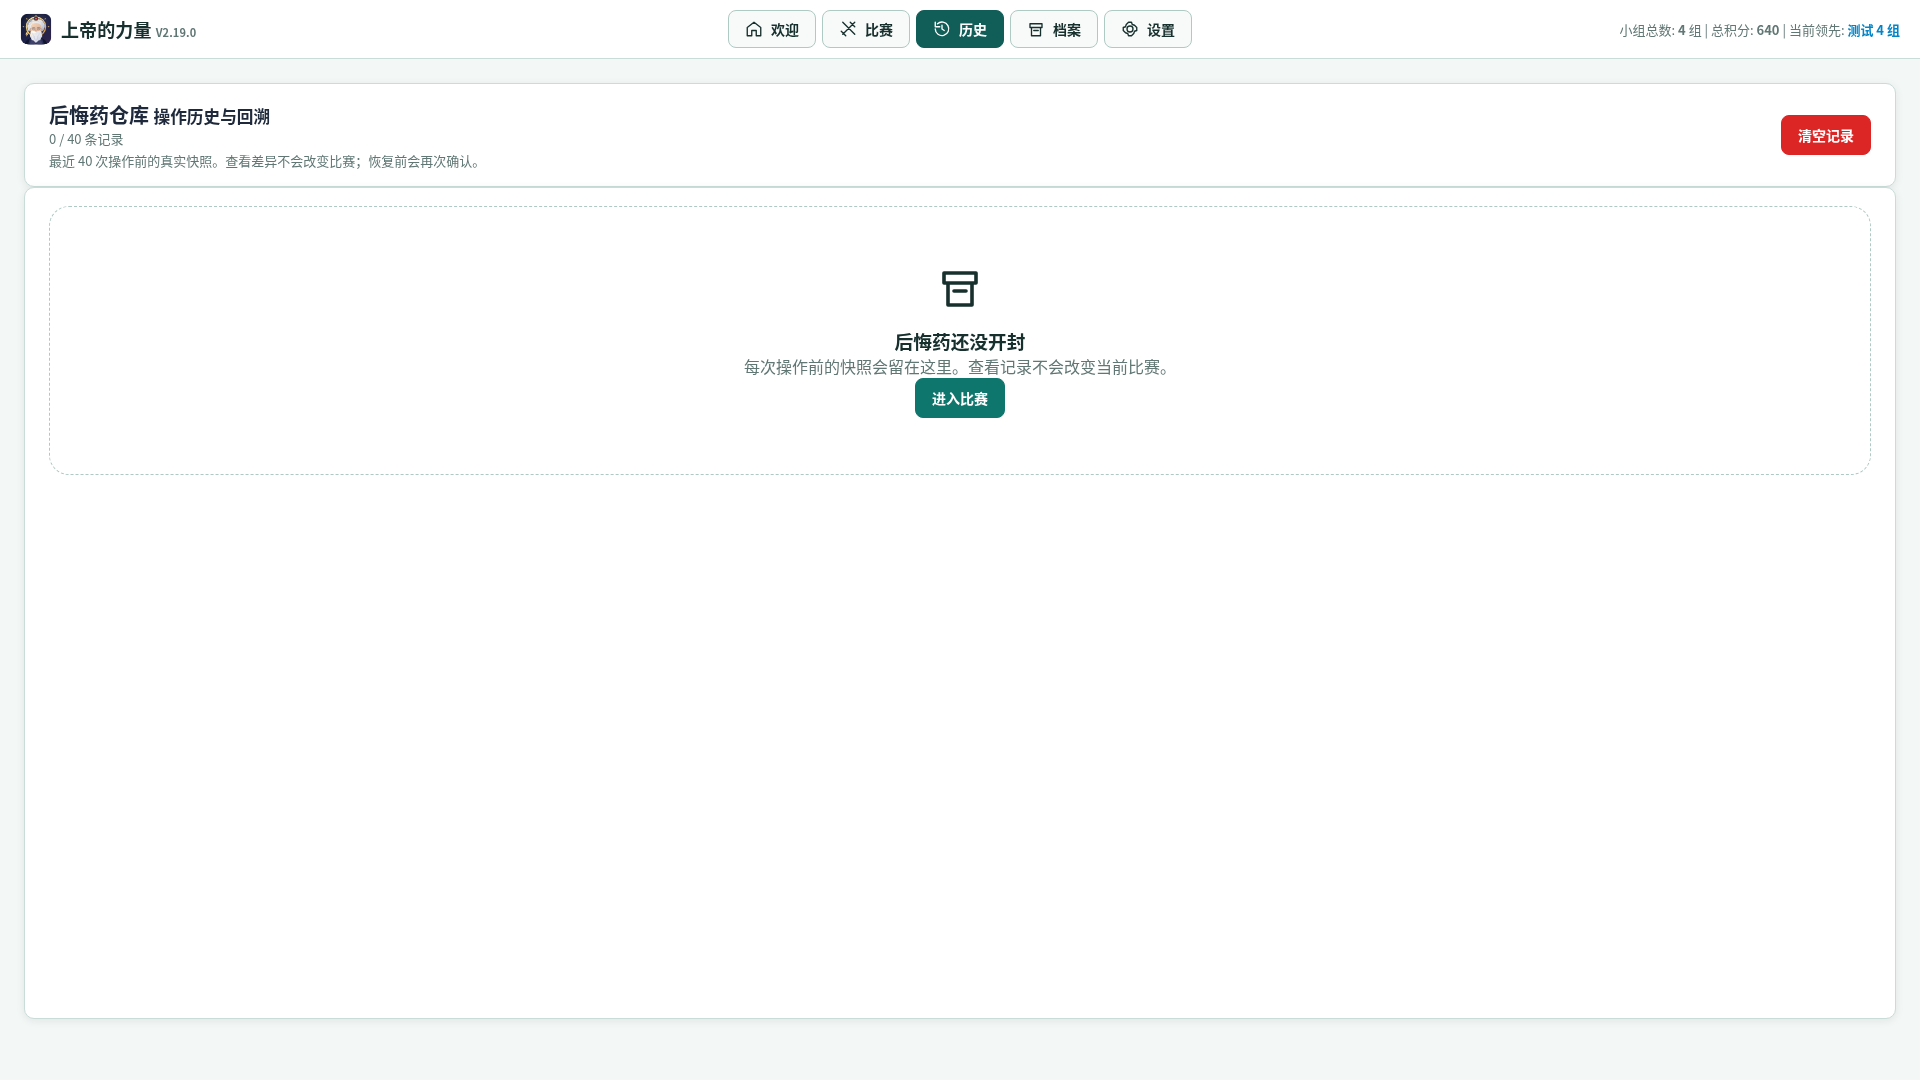 上帝的力量 V2.19.0
欢迎
比赛
历史
档案
设置
小组总数: 4 组 | 总积分: 640 | 当前领先: 测试 4 组
后悔药仓库 操作历史与回溯
0 / 40 条记录
最近 40 次操作前的真实快照。查看差异不会改变比赛；恢复前会再次确认。
清空记录
后悔药还没开封
每次操作前的快照会留在这里。查看记录不会改变当前比赛。
进入比赛